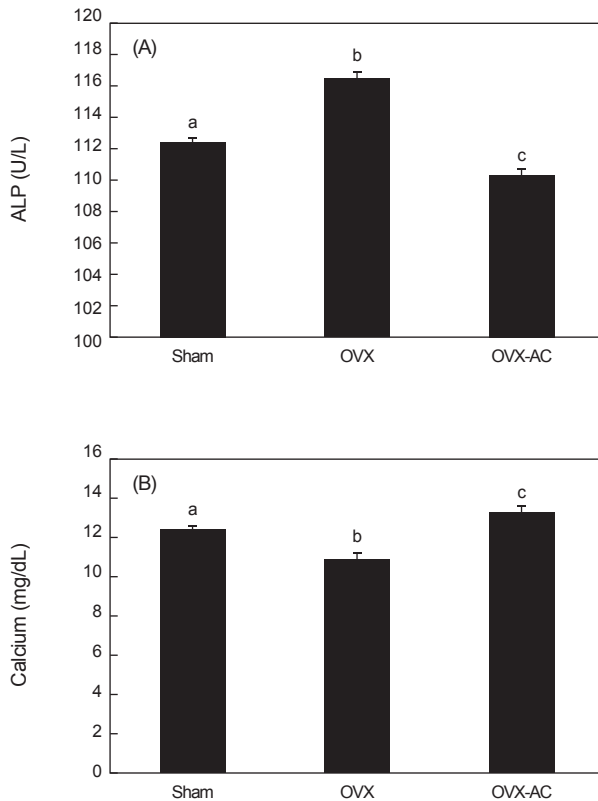 120
118
116
114
112
110
108
106
104
102
100
ALP (U/L)
(A)
a
b
c
Sham OVX OVX-AC
16
14
12
10
8
6
4
2
0
Calcium (mg/dL)
(B)
a
b
c
Sham OVX OVX-AC